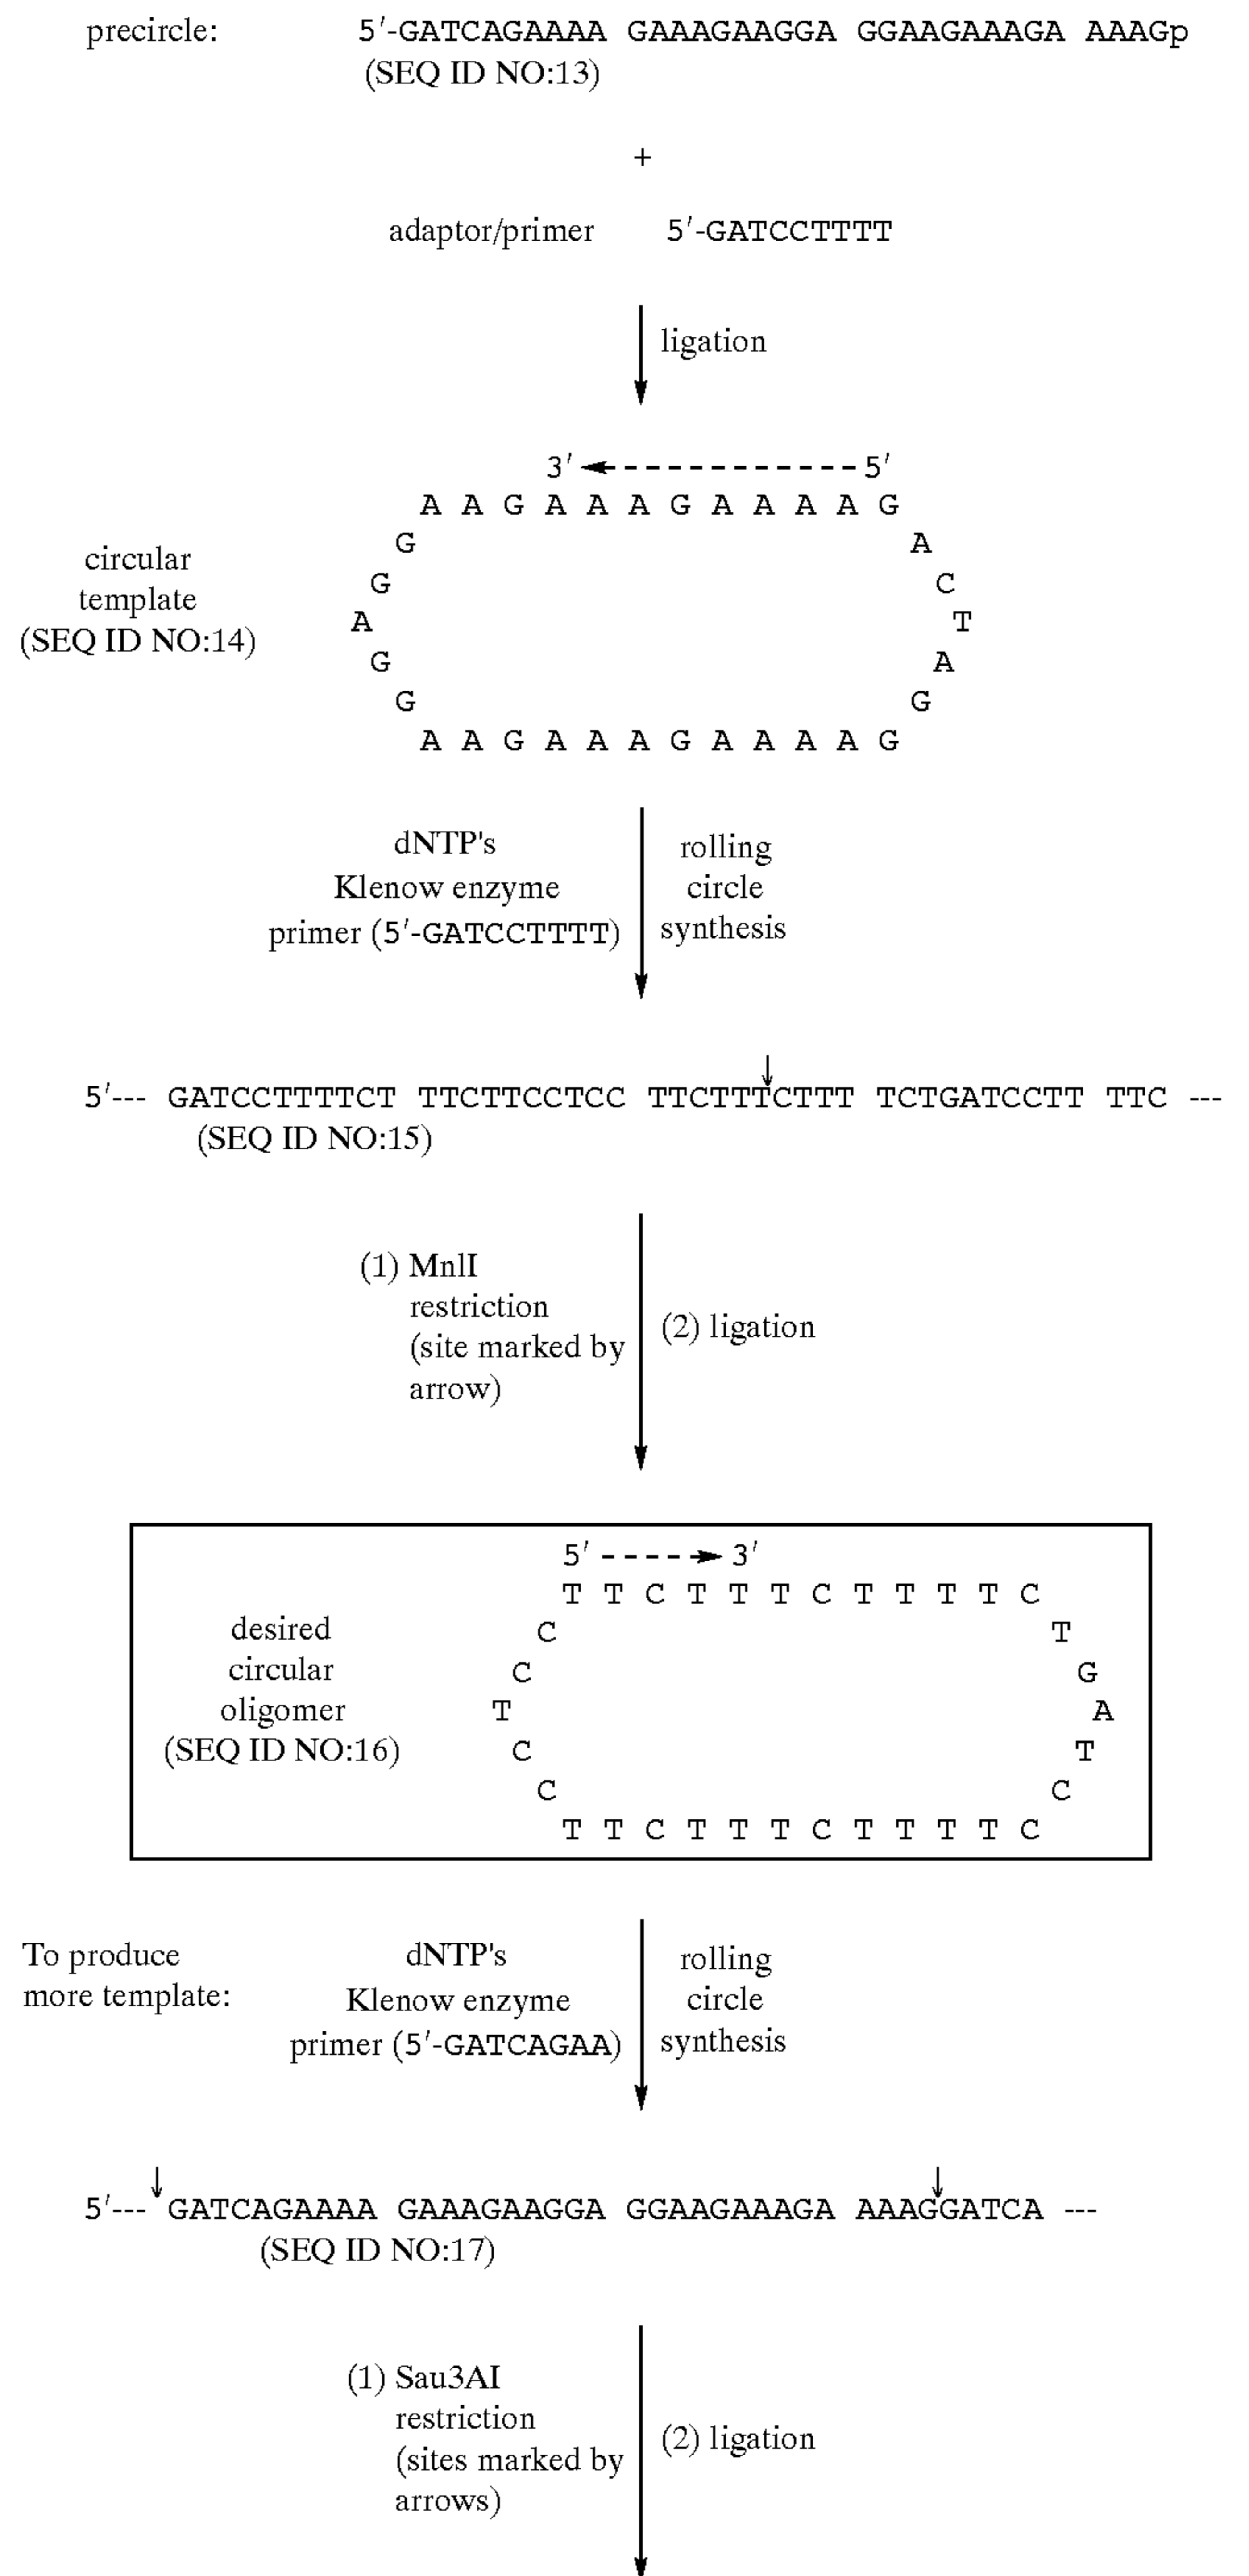 precircle: 5′-GATCAGAAAA GAAAGAAGGA GGAAGAAAGA AAAGp
(SEQ ID NO:13)
+
adaptor/primer 5′-GATCCTTTT
ligation
3′ 5′
A A G A A A G A A A A G
G A
circular
G C
template
A T
(SEQ ID NO:14)
G A
G G
A A G A A A G A A A A G
dNTP's
rolling
Klenow enzyme
circle
primer (5′-GATCCTTTT)
synthesis
5′--- GATCCTTTTCT TTCTTCCTCC TTCTTTCTTT TCTGATCCTT TTC ---
(SEQ ID NO:15)
(1) MnlI
restriction
(site marked by
arrow)
(2) ligation
5′ 3′
T T C T T T C T T T T C
desired
C T
circular
C G
oligomer
T A
(SEQ ID NO:16)
C T
C C
T T C T T T C T T T T C
To produce
more template:
dNTP's
Klenow enzyme
primer (5′-GATCAGAA)
rolling
circle
synthesis
5′--- GATCAGAAAA GAAAGAAGGA GGAAGAAAGA AAAGGATCA ---
(SEQ ID NO:17)
(1) Sau3AI
restriction
(sites marked by
arrows)
(2) ligation